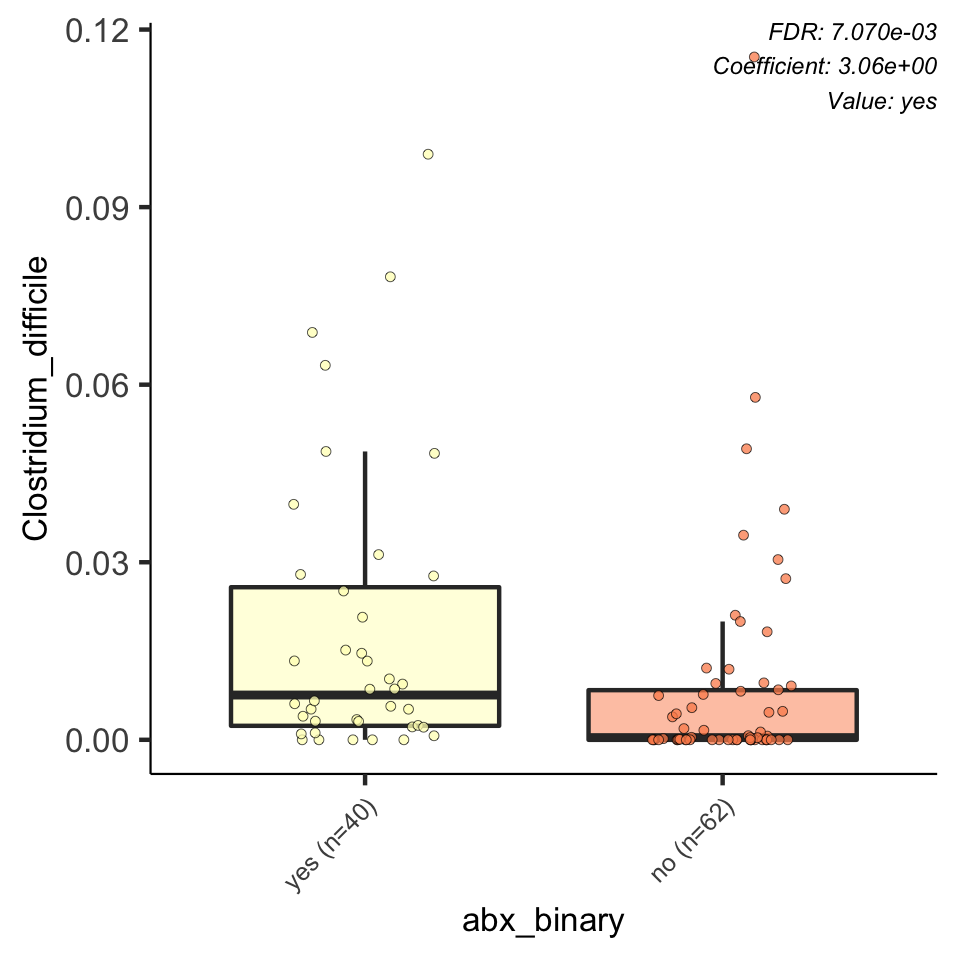 FDR: 7.070e-03
Coefficient: 3.06e+00
Value: yes
0.12
0.09
0.06
0.03
0.00
Clostridium_difficile
yes (n=40)
no (n=62)
abx_binary